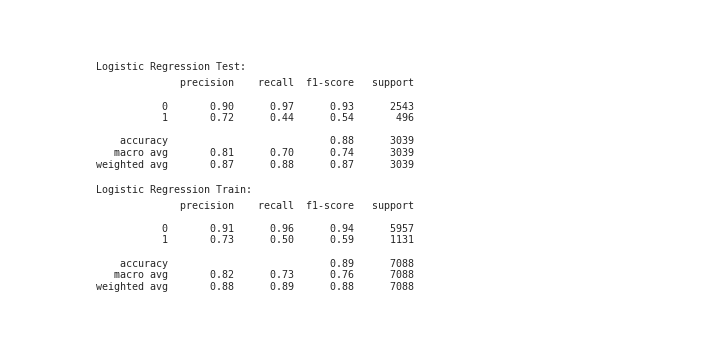 Logistic Regression Test:
precision recall f1-score support
0 0.90 0.97 0.93 2543
1 0.72 0.44 0.54 496
accuracy 0.88 3039
macro avg 0.81 0.70 0.74 3039
weighted avg 0.87 0.88 0.87 3039
Logistic Regression Train:
precision recall f1-score support
0 0.91 0.96 0.94 5957
1 0.73 0.50 0.59 1131
accuracy 0.89 7088
macro avg 0.82 0.73 0.76 7088
weighted avg 0.88 0.89 0.88 7088